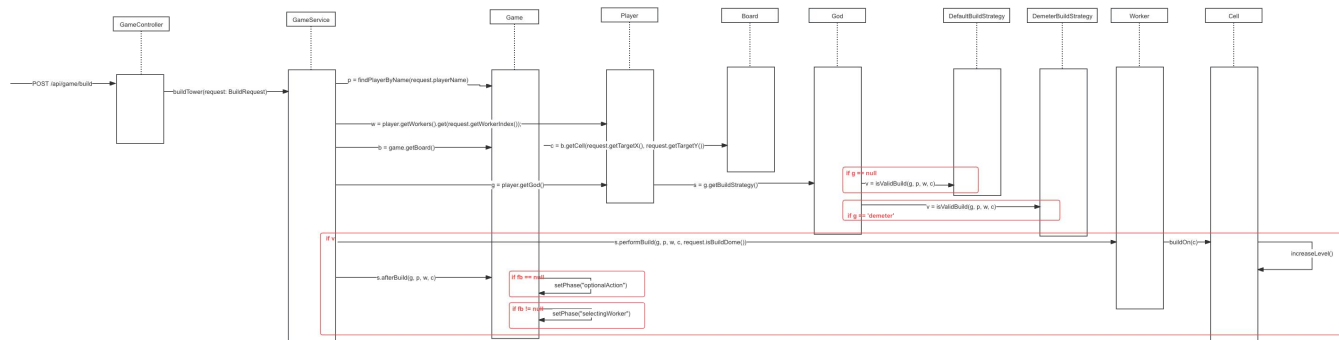 GameController
GameService
Game
Player
Board
God
DefaultBuildStrategy
DemeterBuildStrategy
Worker
Cell
POST /api/game/build
buildTower(request: BuildRequest)
p = findPlayerByName(request.playerName)
w = player.getWorkers().get(request.getWorkerIndex());
b = game.getBoard()
c = b.getCell(request.getTargetX(), request.getTargetY())
g = player.getGod()
s = g.getBuildStrategy()
if g == null
v = isValidBuild(g, p, w, c)
v = isValidBuild(g, p, w, c)
if g == 'demeter'
if v
s.performBuild(g, p, w, c, request.isBuildDome())
buildOn(c)
increaseLevel()
s.afterBuild(g, p, w, c)
if fb == null
setPhase("optionalAction")
if fb != null
setPhase("selectingWorker")